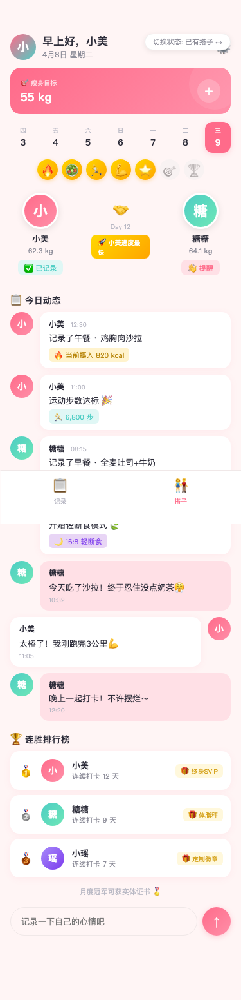 小
早上好，小美
4月8日 星期二
切换状态: 已有搭子 ↔
🎯 瘦身目标
55 kg
+
四 五 六 日 一 二 三
3 4 5 6 7 8 9
小
🤝
糖
Day 12
小美
🚀 小美进度最快
糖糖
62.3 kg
64.1 kg
✅ 已记录
👋 提醒
📋 今日动态
小
小美 12:30
记录了午餐 · 鸡胸肉沙拉
🔥 当前摄入 820 kcal
小
小美 11:00
运动步数达标 🎉
🏃 6,800 步
糖
糖糖 08:15
记录了早餐 · 全麦吐司+牛奶
记录
搭子
开始轻断食模式 🍃
🌙 16:8 轻断食
糖
糖糖
今天吃了沙拉！终于忍住没点奶茶😤
10:32
小美
小
太棒了！我刚跑完3公里💪
11:05
糖
糖糖
晚上一起打卡！不许摆烂～
12:20
🏆 连胜排行榜
🥇 小 小美
连续打卡 12 天
🎁 终身SVIP
🥈 糖 糖糖
连续打卡 9 天
🎁 体脂秤
🥉 瑶 小瑶
连续打卡 7 天
🎁 定制徽章
月度冠军可获实体证书 🏅
记录一下自己的心情吧
↑